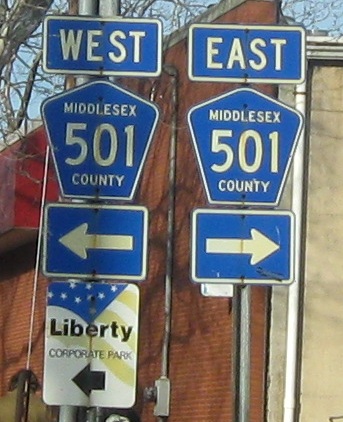 WEST
MIDDLESEX
501
COUNTY
Liberty
CORPORATE PARK
EAST
MIDDLESEX
501
COUNTY